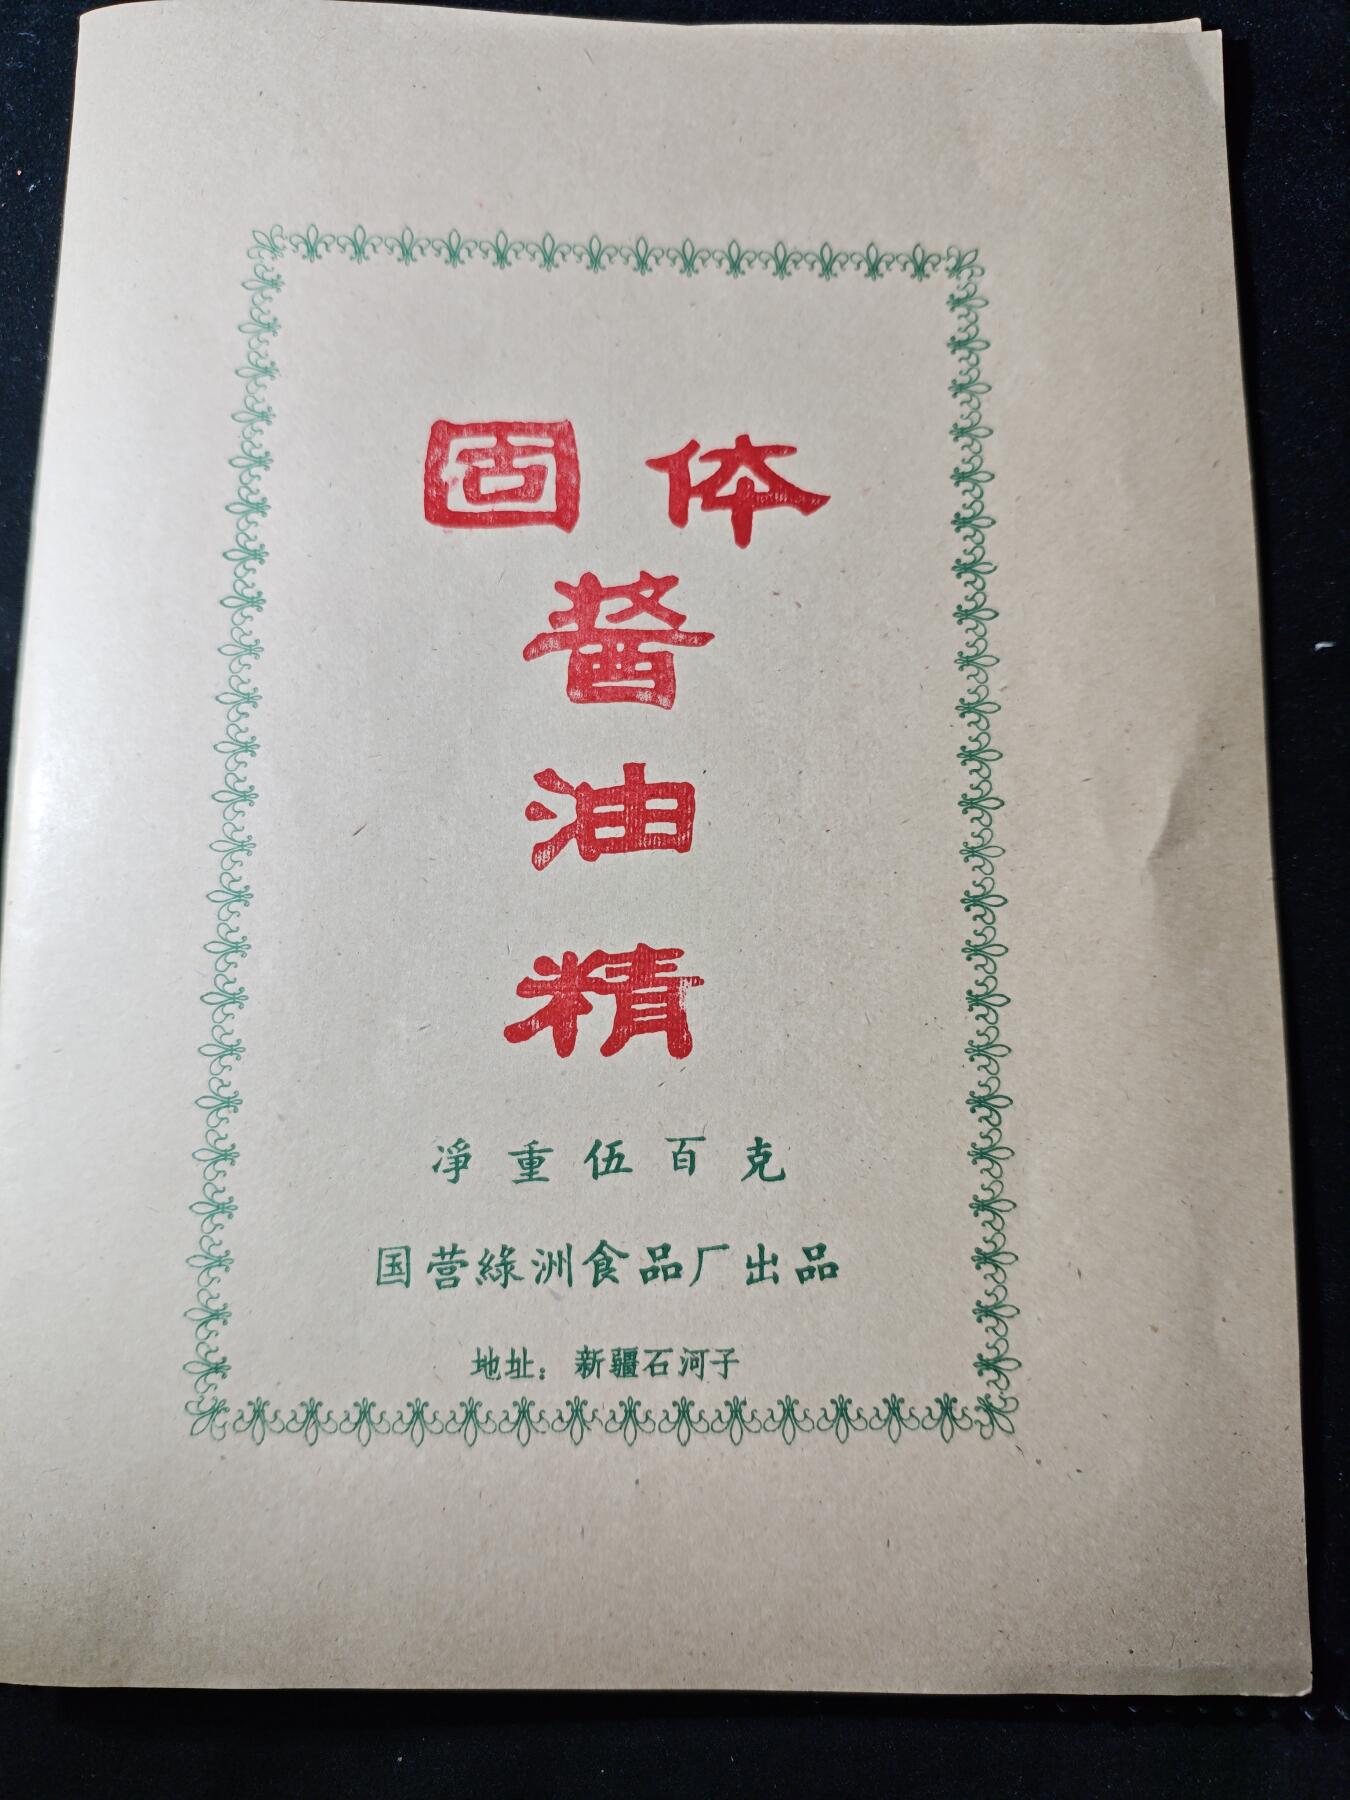 固体
酱
油
精
净重伍百克
国营綠洲食品厂出品
地址：新疆石河子